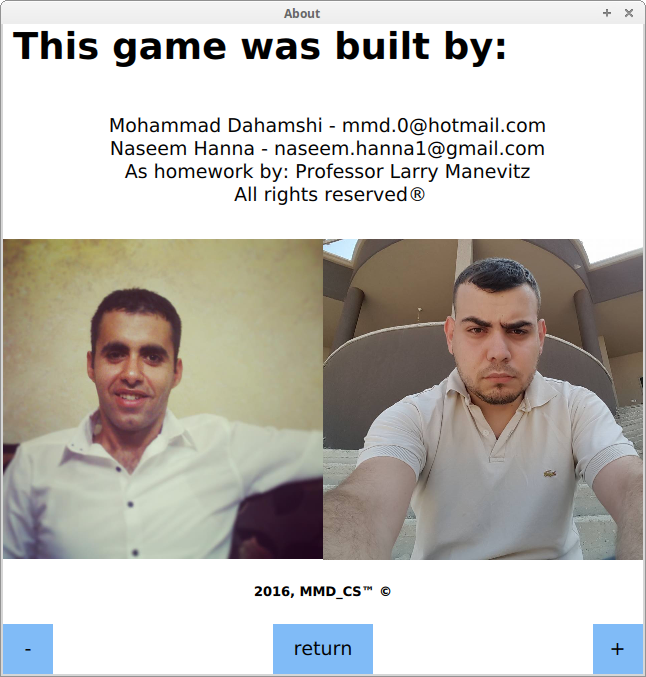 About
This game was built by:
Mohammad Dahamshi - mmd.0@hotmail.com
Naseem Hanna - naseem.hanna1@gmail.com
As homework by: Professor Larry Manevitz
All rights reserved®
2016, MMD_CS™ ©
- return +